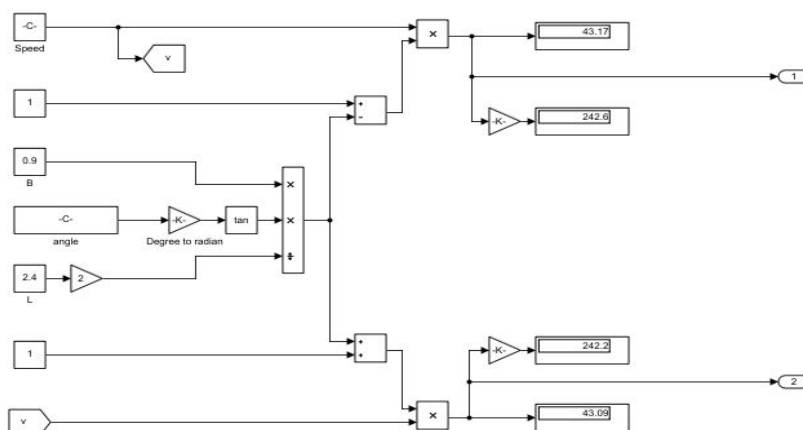 -C-
Speed
v
×
43.17
1
-K-
242.6
1
+
−
0.9
B
×
×
÷
-C-
angle
-K-
Degree to radian
tan
2.4
L
2
+
+
1
-K-
242.2
2
v
×
43.09